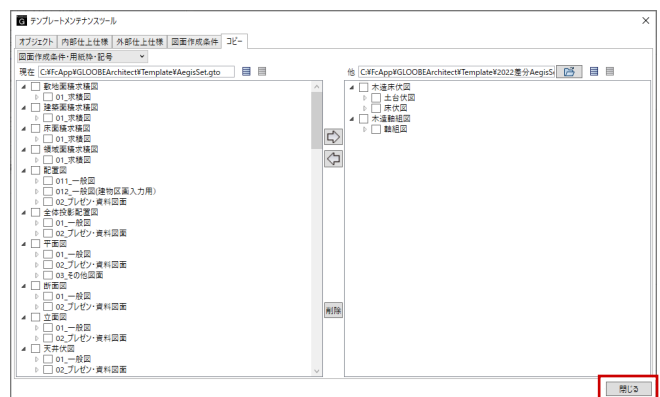 G テンプレートメンテナンスツール ×
オブジェクト 内部仕上仕様 外部仕上仕様 図面作成条件 コピー
図面作成条件・用紙枠・記号
現在 C:¥FcApp¥GLOOBEArchitect¥Template¥AegisSet.gto
他 C:¥FcApp¥GLOOBEArchitect¥Template¥2022差分AegisSe
敷地面積求積図
01_求積図
建築面積求積図
01_求積図
床面積求積図
01_求積図
領域面積求積図
01_求積図
配置図
011_一般図
012_一般図(建物区画入力用)
02_プレゼン・資料図面
全体投影配置図
01_一般図
02_プレゼン・資料図面
平面図
01_一般図
02_プレゼン・資料図面
03_その他図面
断面図
01_一般図
02_プレゼン・資料図面
立面図
01_一般図
02_プレゼン・資料図面
天井伏図
01_一般図
02_プレゼン・資料図面
削除
木造床伏図
土台伏図
床伏図
木造軸組図
軸組図
閉じる